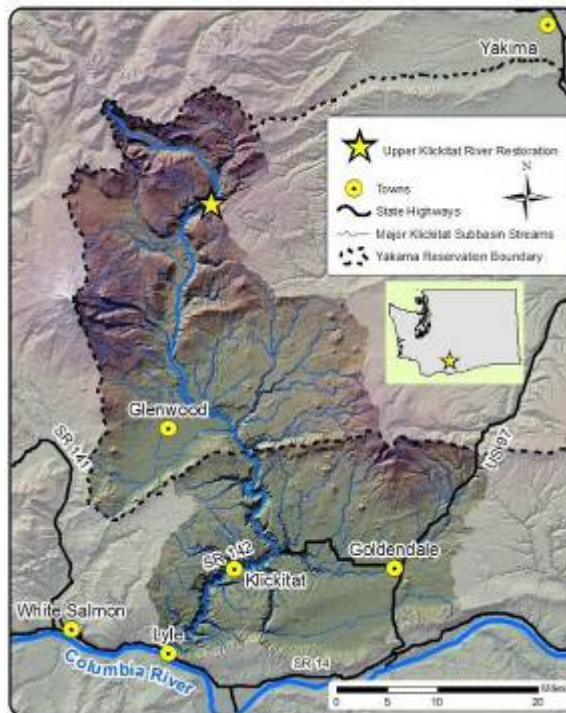 Yakima
Upper Klickitat River Restoration
N
Towns
State Highways
Major Klickitat Subbasin Streams
Yakama Reservation Boundary
Glenwood
SR 141
US 97
SR 142
Klickitat
Goldendale
White Salmon
Lyle
Columbia River
SR 14
Miles
0 5 10 20